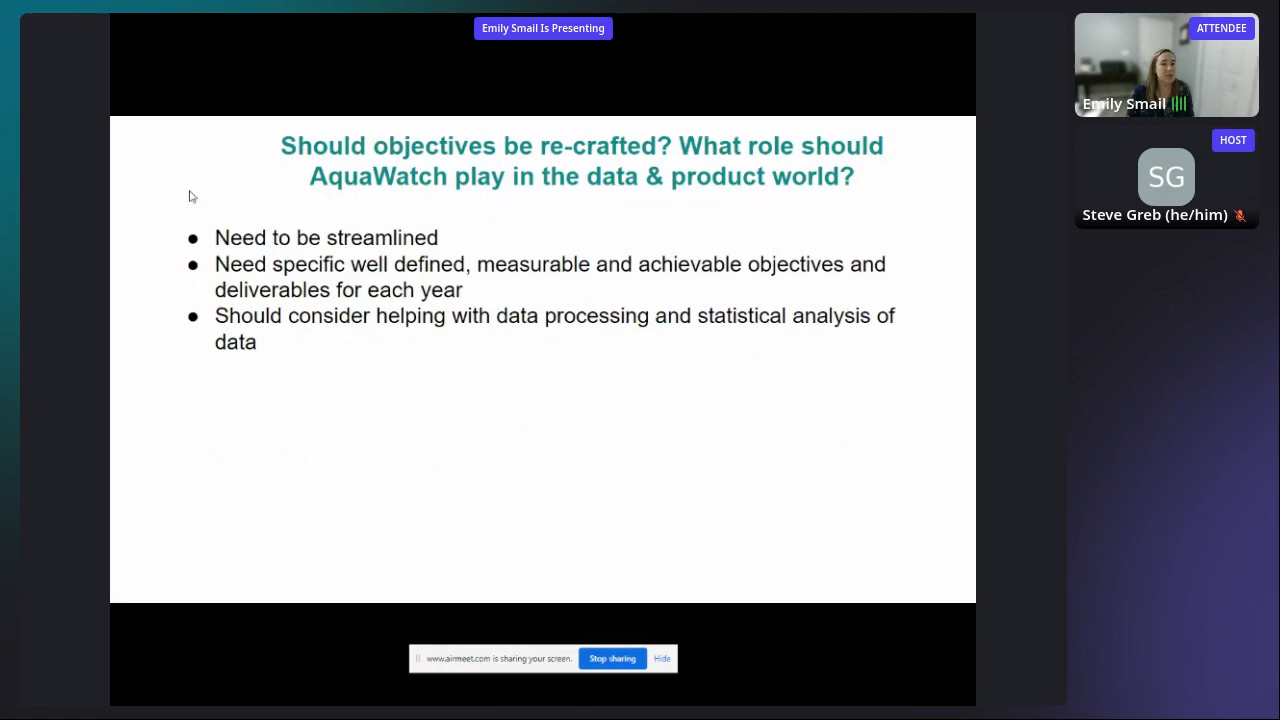 Emily Smail Is Presenting
ATTENDEE
Emily Smail
HOST
SG
Steve Greb (he/him)
Should objectives be re-crafted? What role should
AquaWatch play in the data & product world?
● Need to be streamlined
● Need specific well defined, measurable and achievable objectives and
deliverables for each year
● Should consider helping with data processing and statistical analysis of
data
www.airmeet.com is sharing your screen. Stop sharing Hide